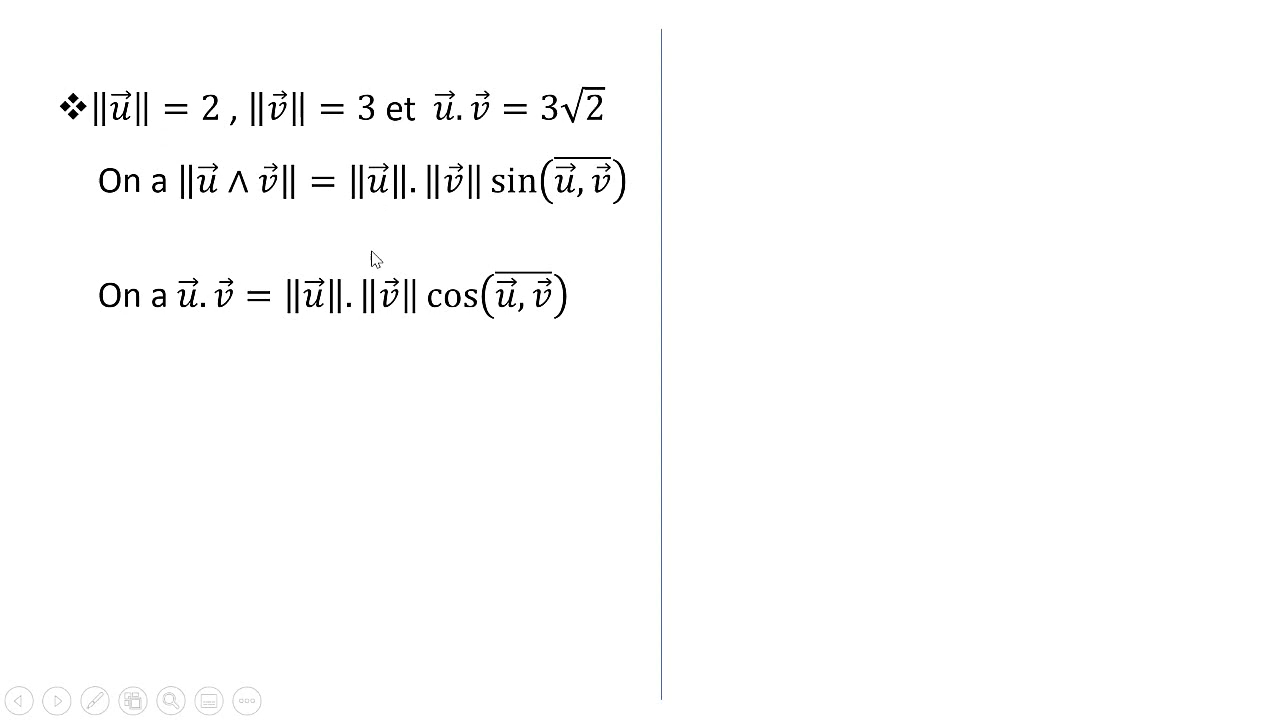 ❖‖u⃗‖ = 2 , ‖v⃗‖ = 3 et u⃗. v⃗ = 3√2
On a ‖u⃗ ∧ v⃗‖ = ‖u⃗‖. ‖v⃗‖ sin(u⃗, v⃗)
On a u⃗. v⃗ = ‖u⃗‖. ‖v⃗‖ cos(u⃗, v⃗)